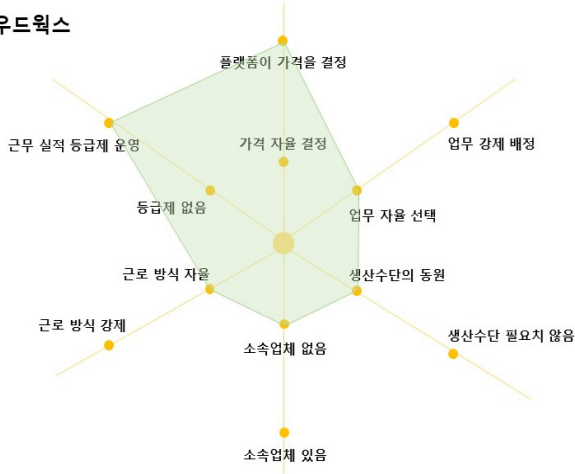 우드웍스
플랫폼이 가격을 결정
근무 실적 등급제 운영
가격 자율 결정
업무 강제 배정
등급제 없음
업무 자율 선택
근로 방식 자율
생산수단의 동원
근로 방식 강제
소속업체 없음
생산수단 필요치 않음
소속업체 있음